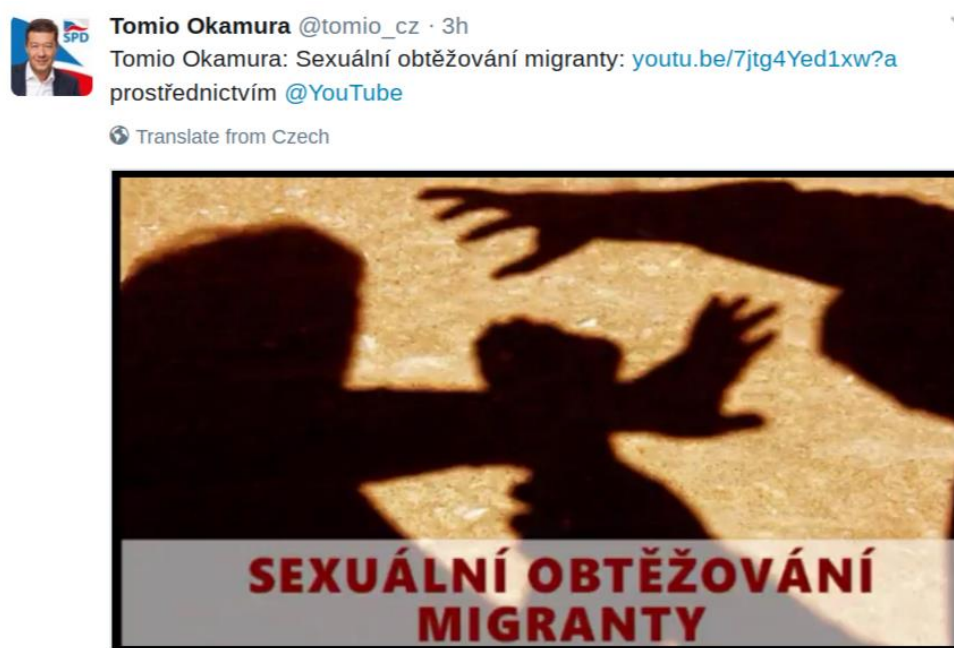 SPD
Tomio Okamura @tomio_cz · 3h
Tomio Okamura: Sexuální obtěžování migranty: youtu.be/7jtg4Yed1xw?a
prostřednictvím @YouTube
Translate from Czech
SEXUÁLNÍ OBTĚŽOVÁNÍ
MIGRANTY